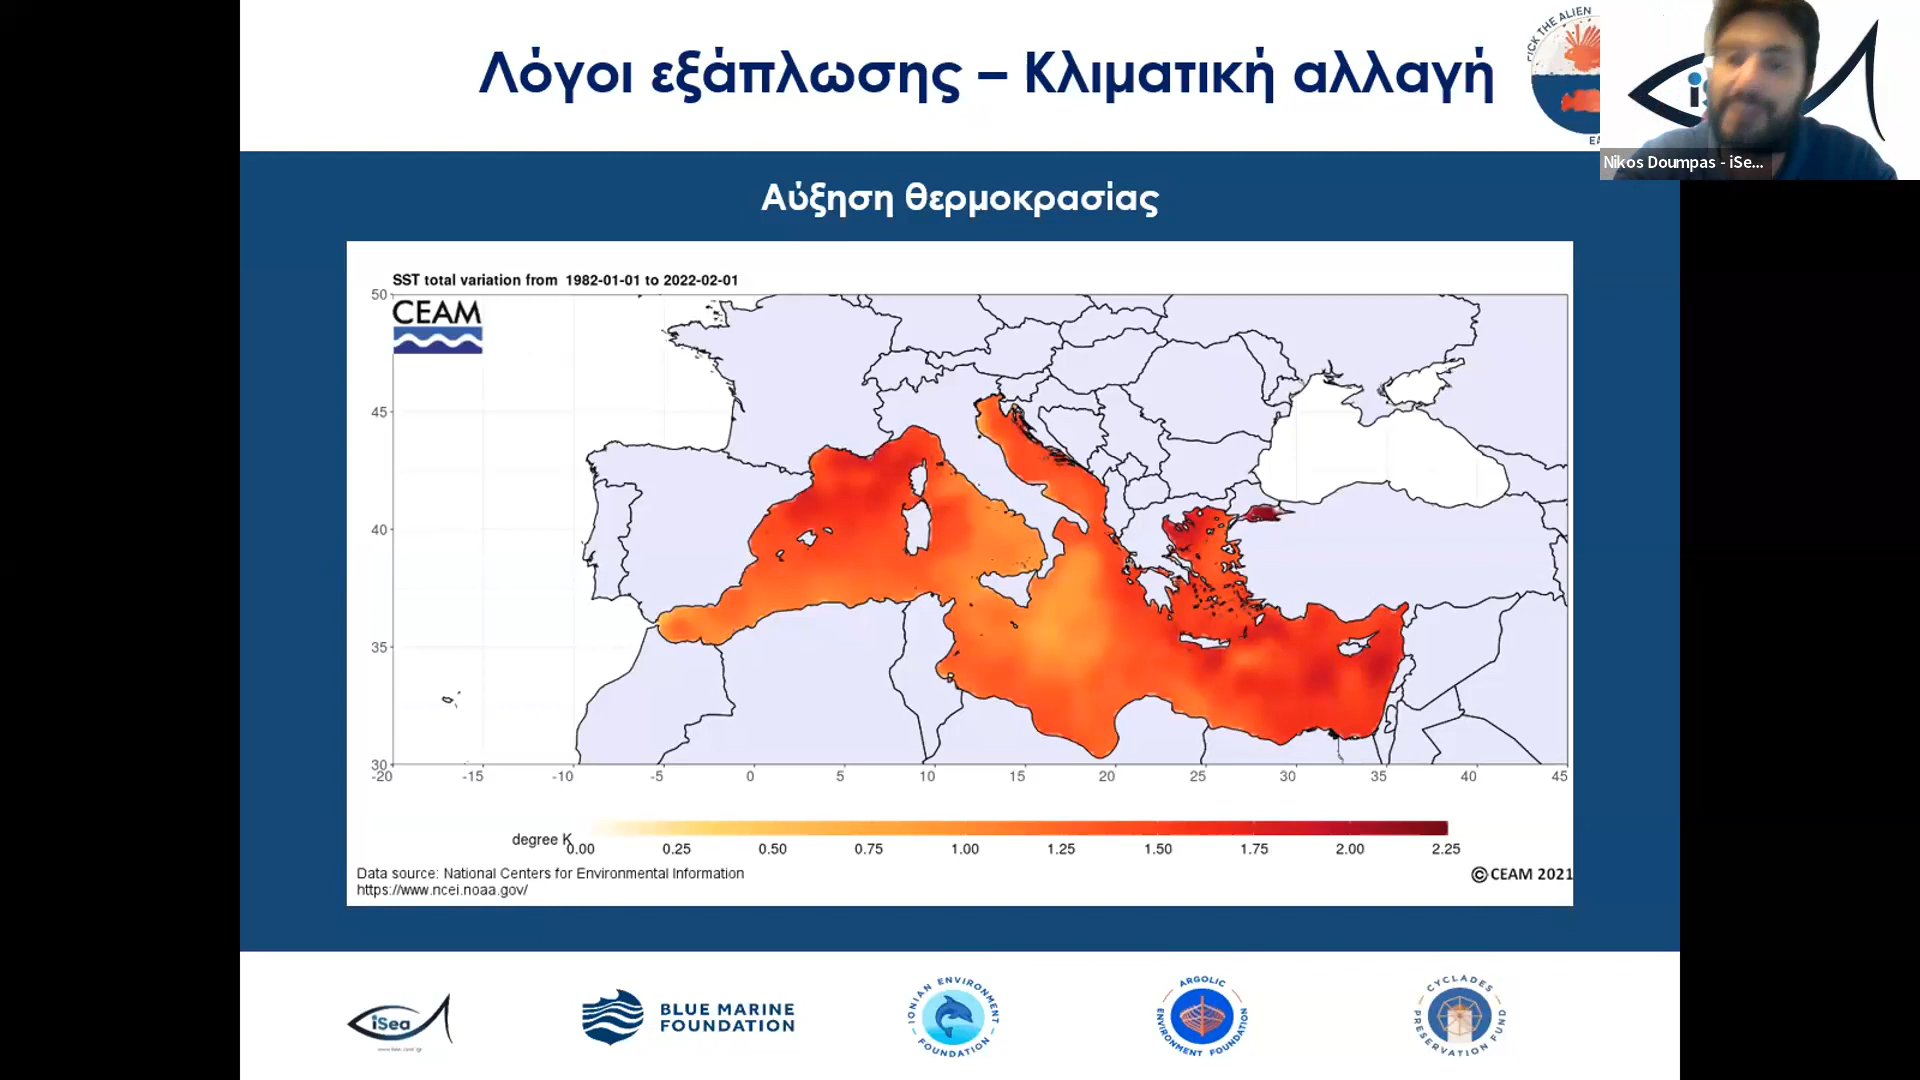 Λόγοι εξάπλωσης – Κλιματική αλλαγή
PICK THE ALIEN
iS
Nikos Doumpas - iSe...
Αύξηση θερμοκρασίας
SST total variation from 1982-01-01 to 2022-02-01
CEAM
50
45
40
35
30
-20 -15 -10 -5 0 5 10 15 20 25 30 35 40 45
degree K
0.00 0.25 0.50 0.75 1.00 1.25 1.50 1.75 2.00 2.25
Data source: National Centers for Environmental Information
https://www.ncei.noaa.gov/
©CEAM 2021
iSea
BLUE MARINE
FOUNDATION
IONIAN ENVIRONMENT
FOUNDATION
ARGOLIC
ENVIRONMENT FOUNDATION
CYCLADES
PRESERVATION FUND